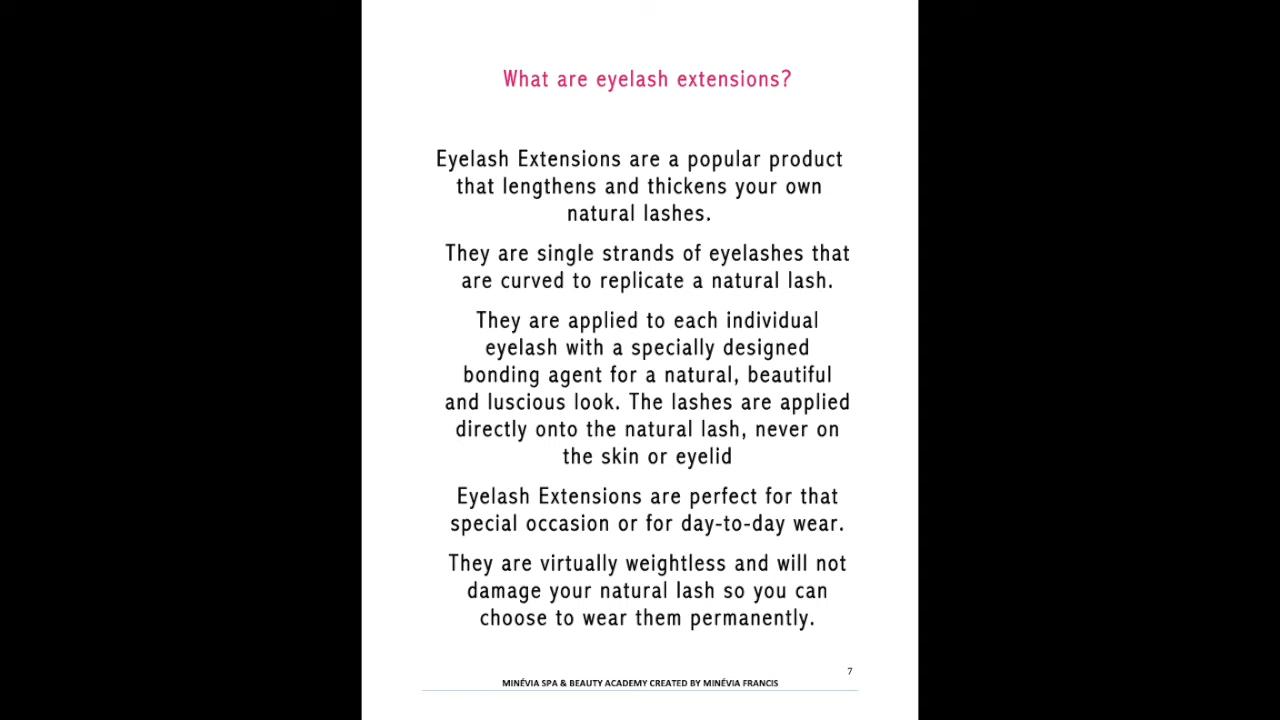 What are eyelash extensions?
Eyelash Extensions are a popular product
that lengthens and thickens your own
natural lashes.
They are single strands of eyelashes that
are curved to replicate a natural lash.
They are applied to each individual
eyelash with a specially designed
bonding agent for a natural, beautiful
and luscious look. The lashes are applied
directly onto the natural lash, never on
the skin or eyelid
Eyelash Extensions are perfect for that
special occasion or for day-to-day wear.
They are virtually weightless and will not
damage your natural lash so you can
choose to wear them permanently.
7
MINÉVIA SPA & BEAUTY ACADEMY CREATED BY MINÉVIA FRANCIS